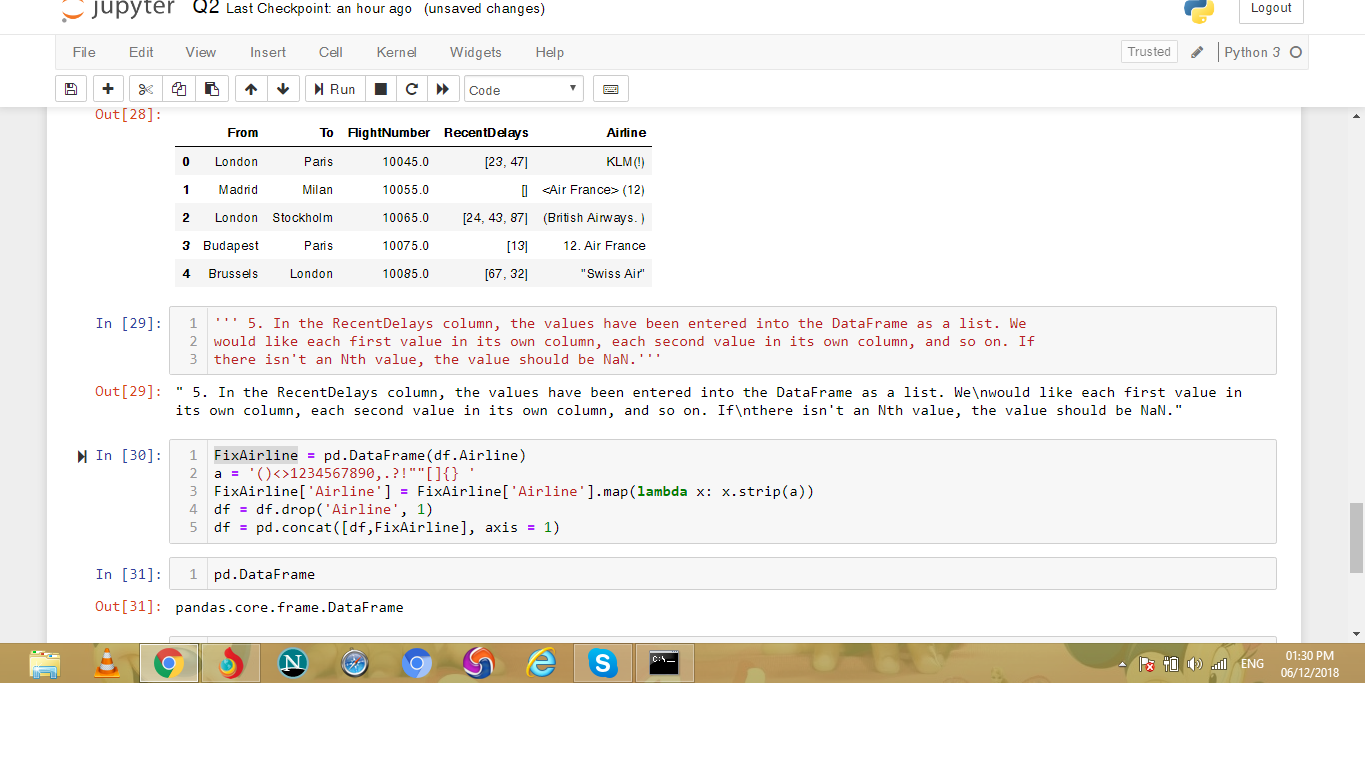 jupyter Q2 Last Checkpoint: an hour ago (unsaved changes) Logout
File Edit View Insert Cell Kernel Widgets Help Trusted Python 3
Run Code
Out[28]:
From To FlightNumber RecentDelays Airline
0 London Paris 10045.0 [23, 47] KLM(!)
1 Madrid Milan 10055.0 [] <Air France> (12)
2 London Stockholm 10065.0 [24, 43, 87] (British Airways. )
3 Budapest Paris 10075.0 [13] 12. Air France
4 Brussels London 10085.0 [67, 32] "Swiss Air"
In [29]: 1 ''' 5. In the RecentDelays column, the values have been entered into the DataFrame as a list. We
2 would like each first value in its own column, each second value in its own column, and so on. If
3 there isn't an Nth value, the value should be NaN.'''
Out[29]: " 5. In the RecentDelays column, the values have been entered into the DataFrame as a list. We\nwould like each first value in
its own column, each second value in its own column, and so on. If\nthere isn't an Nth value, the value should be NaN."
In [30]: 1 FixAirline = pd.DataFrame(df.Airline)
2 a = '()<>1234567890,.?!""[]{} '
3 FixAirline['Airline'] = FixAirline['Airline'].map(lambda x: x.strip(a))
4 df = df.drop('Airline', 1)
5 df = pd.concat([df,FixAirline], axis = 1)
In [31]: 1 pd.DataFrame
Out[31]: pandas.core.frame.DataFrame
N S C:\_ ENG 01:30 PM
06/12/2018